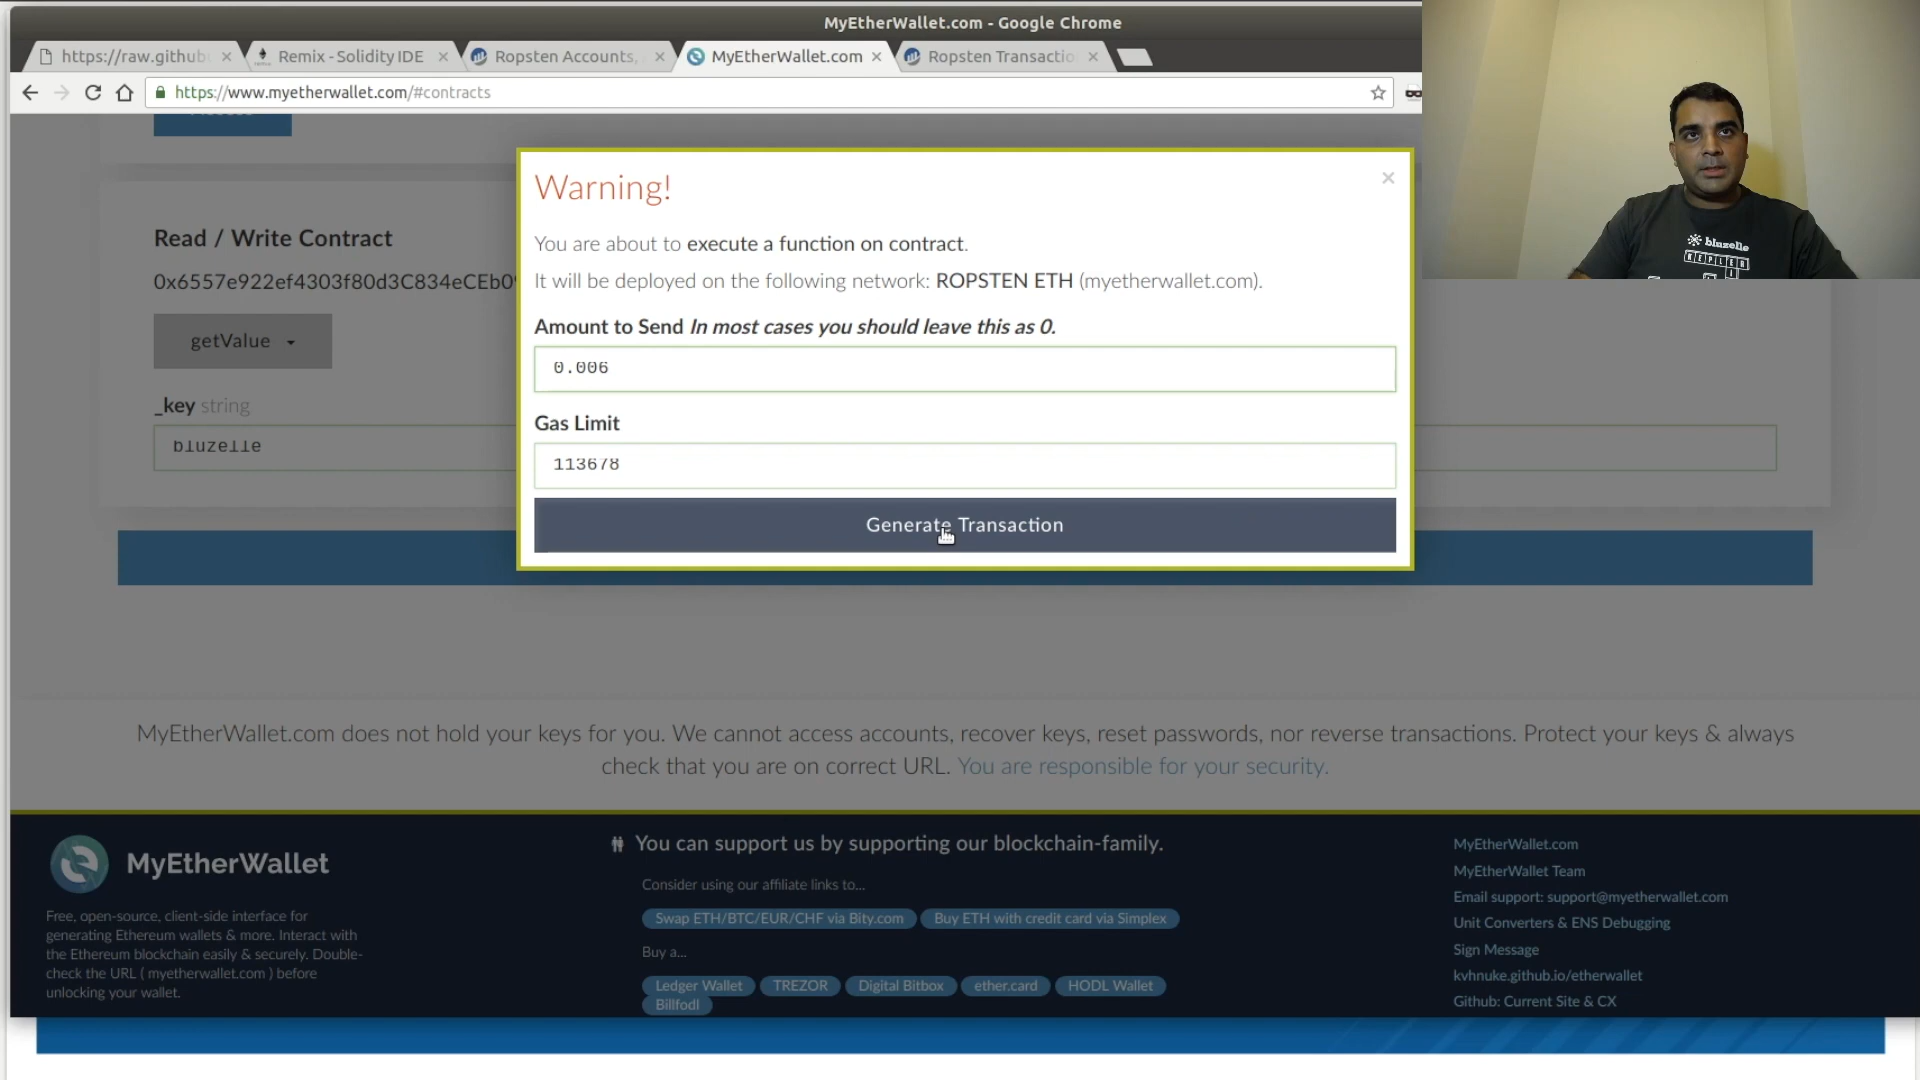 MyEtherWallet.com - Google Chrome
https://raw.github
Remix - Solidity IDE
Ropsten Accounts,
MyEtherWallet.com
Ropsten Transactio
https://www.myetherwallet.com/#contracts
Read / Write Contract
0x6557e922ef4303f80d3C834eCEb0
getValue
_key string
bluzelle
Warning!
You are about to execute a function on contract.
It will be deployed on the following network: ROPSTEN ETH (myetherwallet.com).
Amount to Send In most cases you should leave this as 0.
0.006
Gas Limit
113678
Generate Transaction
bluzelle
KEPLER
MyEtherWallet.com does not hold your keys for you. We cannot access accounts, recover keys, reset passwords, nor reverse transactions. Protect your keys & always
check that you are on correct URL. You are responsible for your security.
MyEtherWallet
Free, open-source, client-side interface for
generating Ethereum wallets & more. Interact with
the Ethereum blockchain easily & securely. Double-
check the URL ( myetherwallet.com ) before
unlocking your wallet.
You can support us by supporting our blockchain-family.
Consider using our affiliate links to...
Swap ETH/BTC/EUR/CHF via Bity.com
Buy ETH with credit card via Simplex
Buy a...
Ledger Wallet
TREZOR
Digital Bitbox
ether.card
HODL Wallet
Billfodl
MyEtherWallet.com
MyEtherWallet Team
Email support: support@myetherwallet.com
Unit Converters & ENS Debugging
Sign Message
kvhnuke.github.io/etherwallet
Github: Current Site & CX